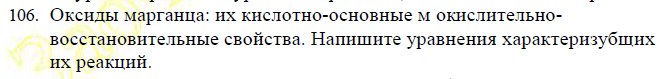 106. Оксиды марганца: их кислотно-основные м окислительно-
восстановительные свойства. Напишите уравнения характеризубщих
их реакций.